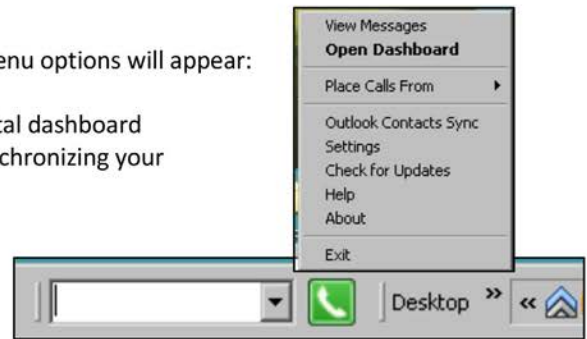 enu options will appear:
tal dashboard
chronizing your
View Messages
Open Dashboard
Place Calls From
Outlook Contacts Sync
Settings
Check for Updates
Help
About
Exit
Desktop » «